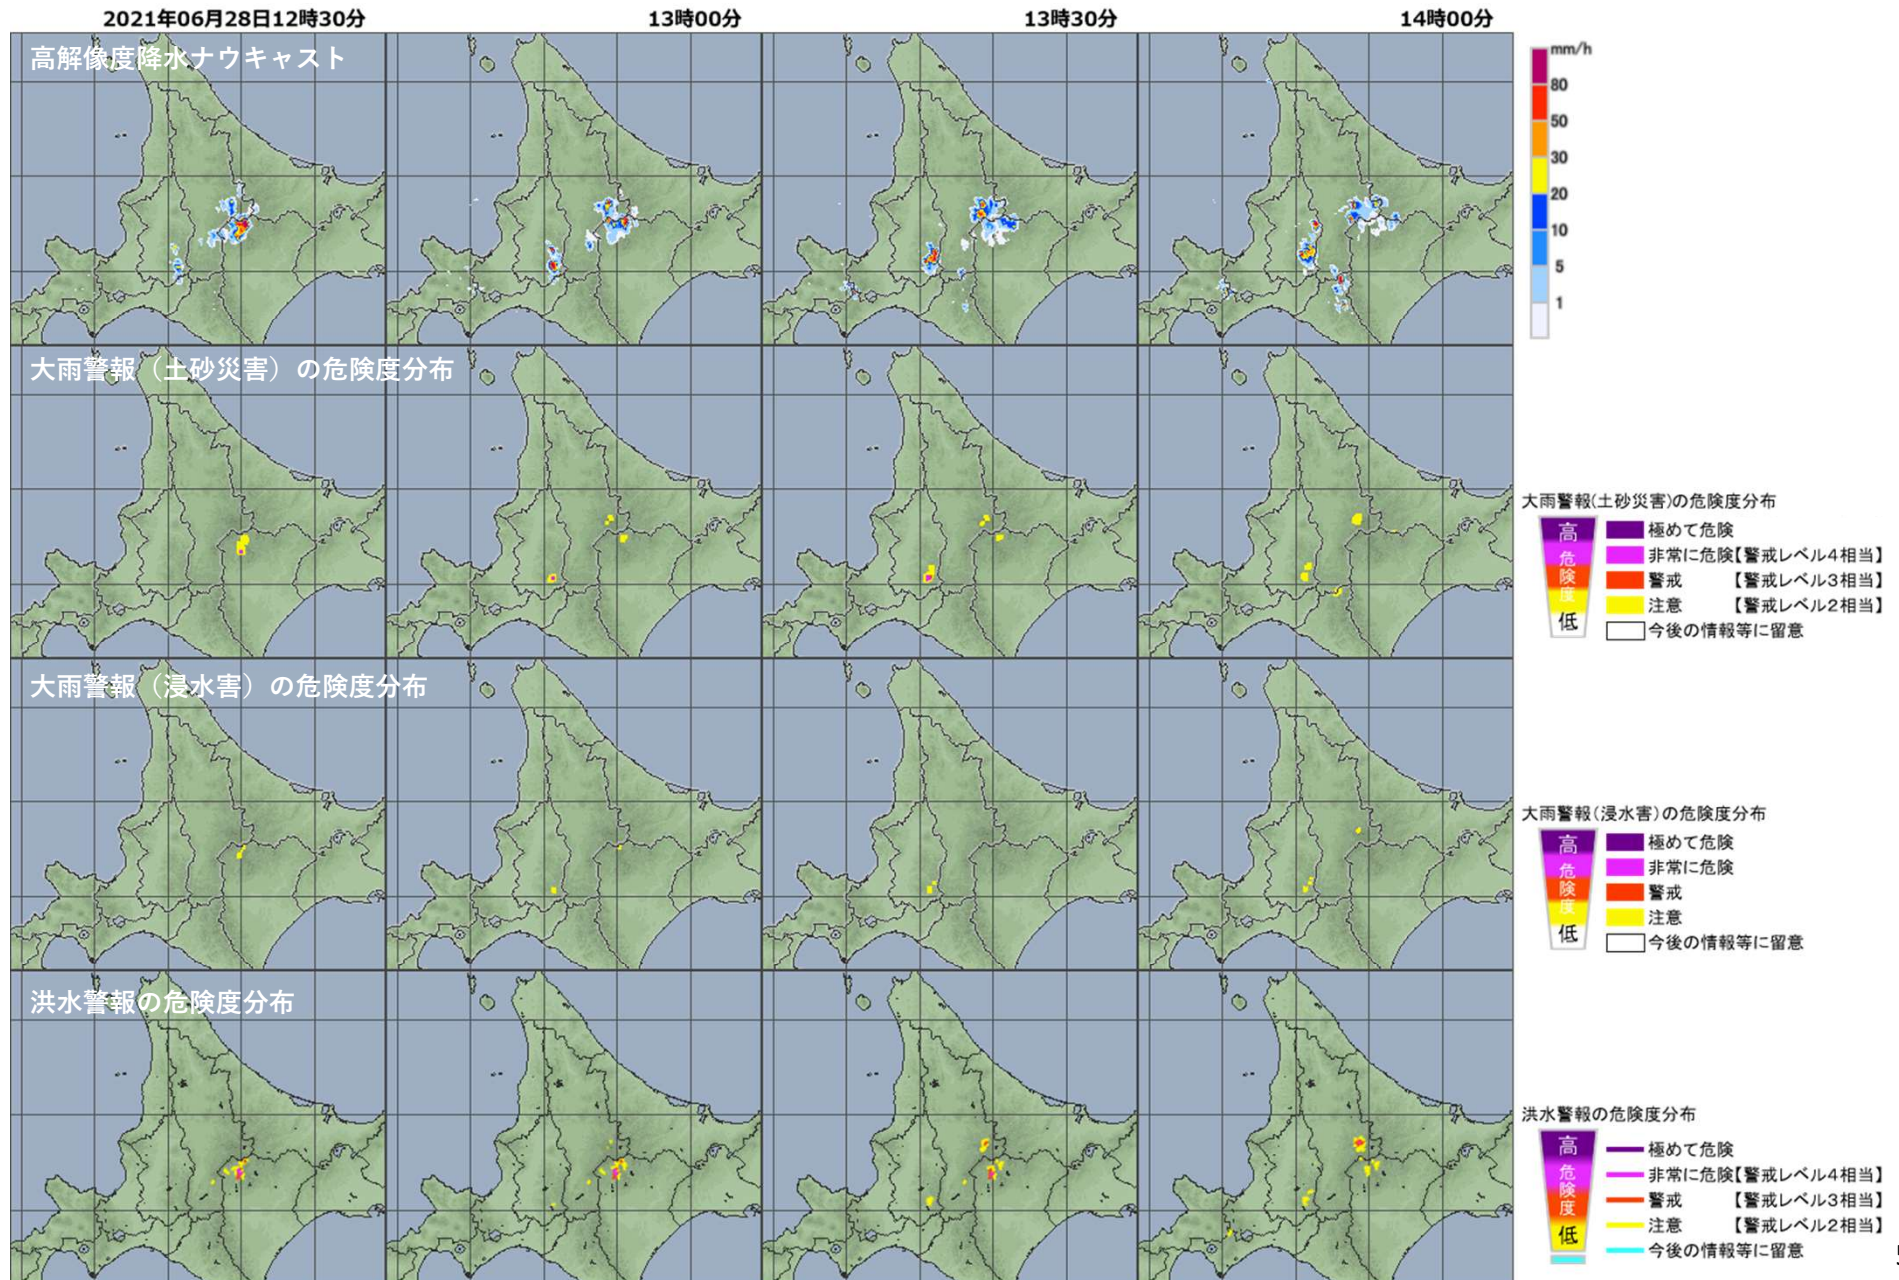 2021年06月28日12時30分
13時00分
13時30分
14時00分
高解像度降水ナウキャスト
mm/h
80
50
30
20
10
5
1
大雨警報（土砂災害）の危険度分布
大雨警報(土砂災害)の危険度分布
高
危
険
度
低
極めて危険
非常に危険【警戒レベル4相当】
警戒 【警戒レベル3相当】
注意 【警戒レベル2相当】
今後の情報等に留意
大雨警報（浸水害）の危険度分布
大雨警報(浸水害)の危険度分布
高
危
険
度
低
極めて危険
非常に危険
警戒
注意
今後の情報等に留意
洪水警報の危険度分布
洪水警報の危険度分布
高
危
険
度
低
極めて危険
非常に危険【警戒レベル4相当】
警戒 【警戒レベル3相当】
注意 【警戒レベル2相当】
今後の情報等に留意